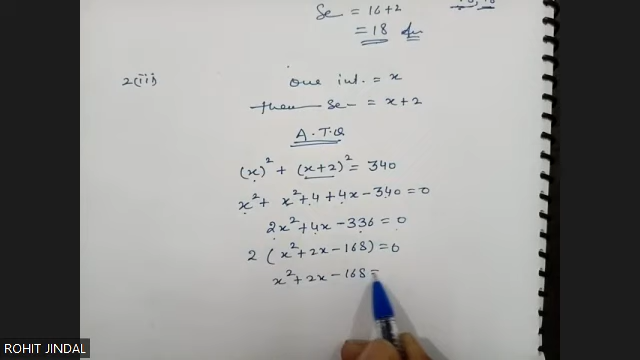 Se = 16+2
= 18 Ans
2(iii)
one int. = x
then Se = x+2
A.T.Q
(x)² + (x+2)² = 340
x² + x² + 4 + 4x - 340 = 0
2x² + 4x - 336 = 0
2 (x² + 2x - 168) = 0
x² + 2x - 168 =
ROHIT JINDAL